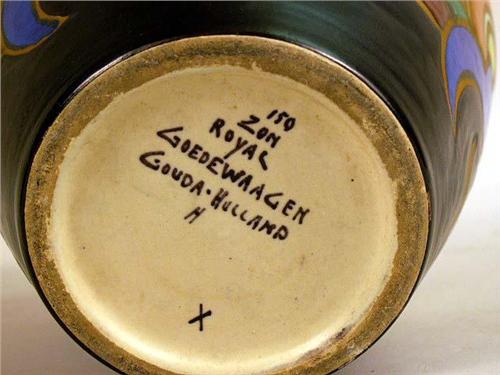 150
ZON
ROYAL
GOEDEWAAGEN
GOUDA-HOLLAND
H
X